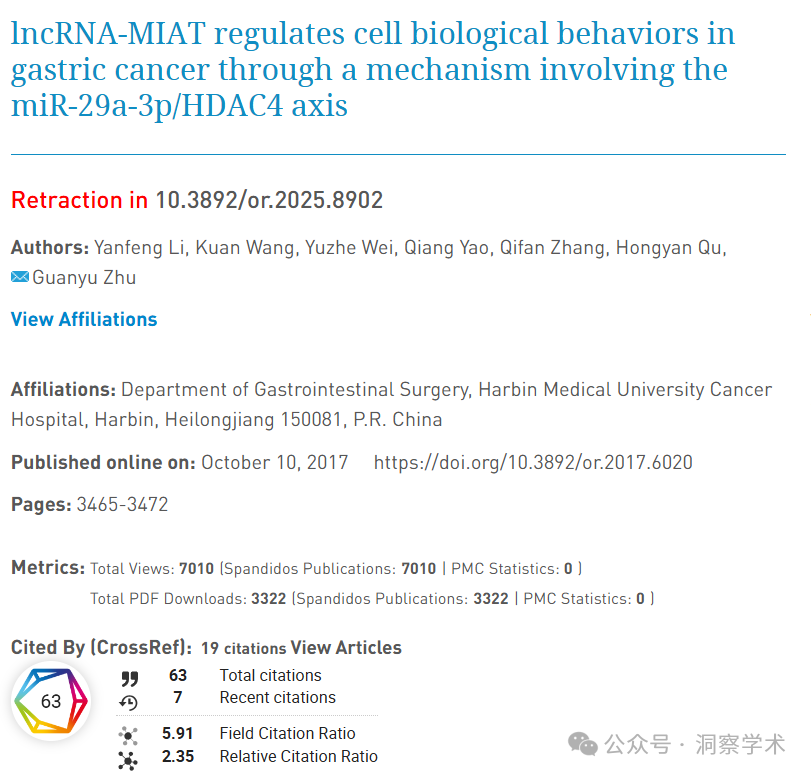 lncRNA-MIAT regulates cell biological behaviors in
gastric cancer through a mechanism involving the
miR-29a-3p/HDAC4 axis
Retraction in 10.3892/or.2025.8902
Authors: Yanfeng Li, Kuan Wang, Yuzhe Wei, Qiang Yao, Qifan Zhang, Hongyan Qu,
Guanyu Zhu
View Affiliations
Affiliations: Department of Gastrointestinal Surgery, Harbin Medical University Cancer
Hospital, Harbin, Heilongjiang 150081, P.R. China
Published online on: October 10, 2017 https://doi.org/10.3892/or.2017.6020
Pages: 3465-3472
Metrics: Total Views: 7010 (Spandidos Publications: 7010 | PMC Statistics: 0 )
Total PDF Downloads: 3322 (Spandidos Publications: 3322 | PMC Statistics: 0 )
Cited By (CrossRef): 19 citations View Articles
63
63 Total citations
7 Recent citations
5.91 Field Citation Ratio
2.35 Relative Citation Ratio
公众号 · 洞察学术